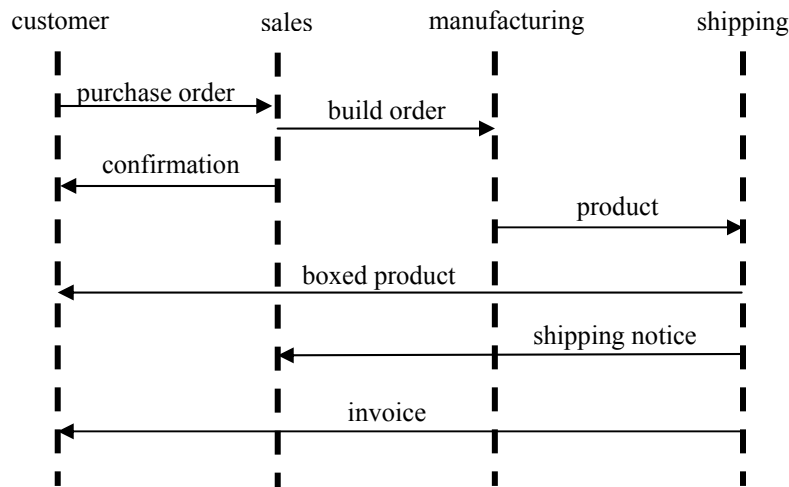 customer
sales
manufacturing
shipping
purchase order
build order
confirmation
product
boxed product
shipping notice
invoice